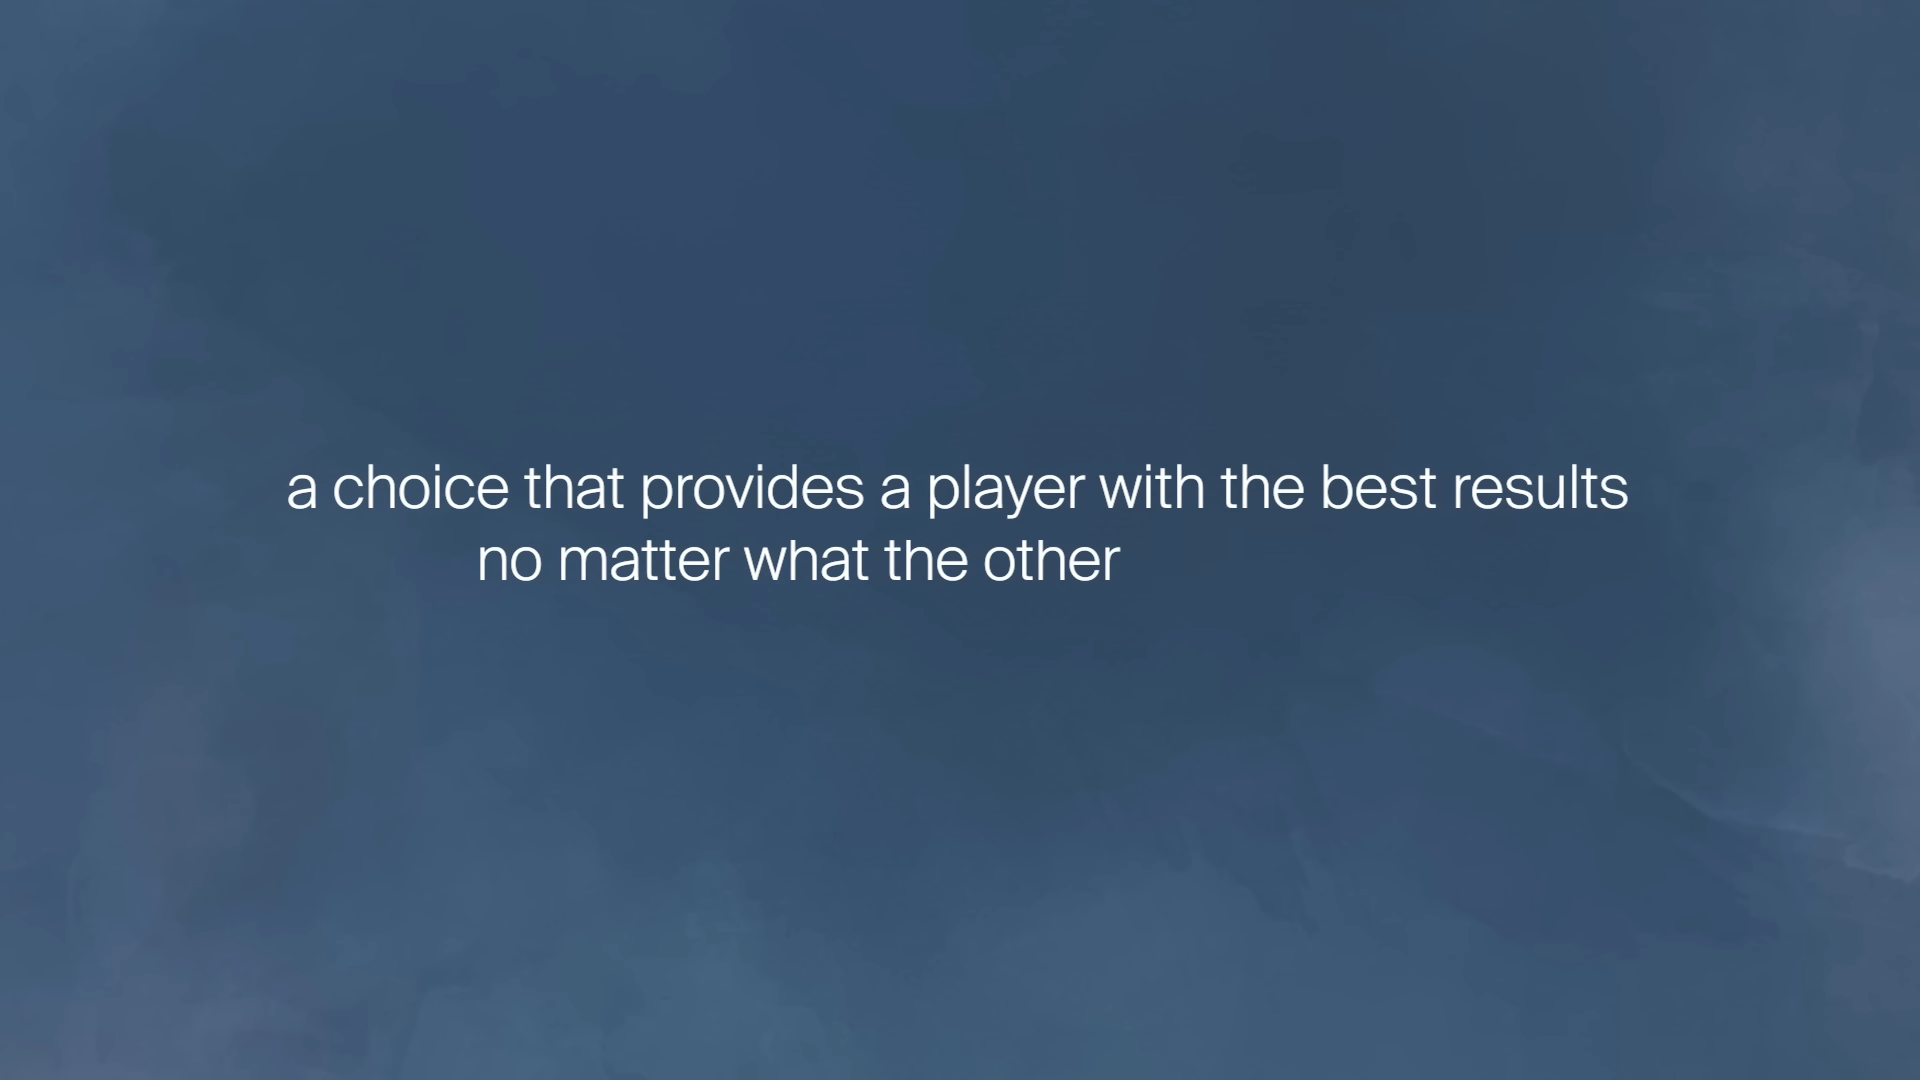 a choice that provides a player with the best results
no matter what the other